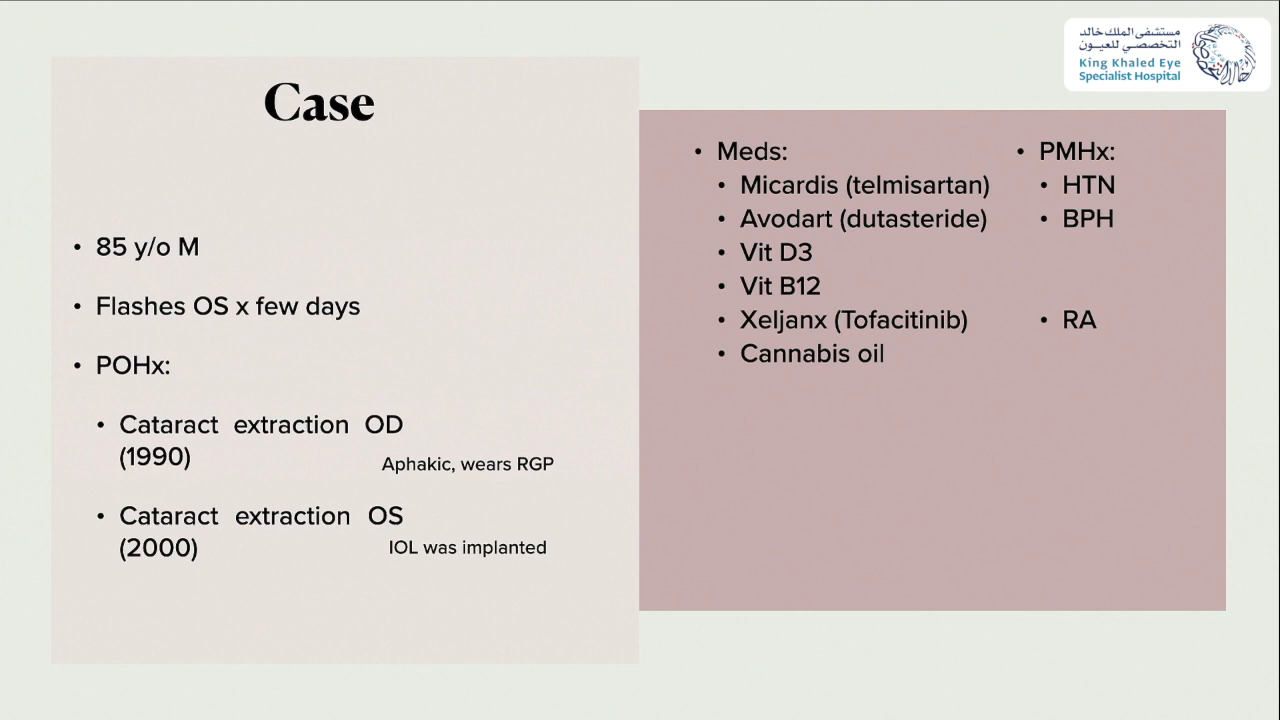 مستشفى الملك خالد
التخصصي للعيون
King Khaled Eye
Specialist Hospital
Case
• 85 y/o M
• Flashes OS x few days
• POHx:
• Cataract extraction OD
(1990)
Aphakic, wears RGP
• Cataract extraction OS
(2000)
IOL was implanted
• Meds:
• Micardis (telmisartan)
• Avodart (dutasteride)
• Vit D3
• Vit B12
• Xeljanx (Tofacitinib)
• Cannabis oil
• PMHx:
• HTN
• BPH
• RA